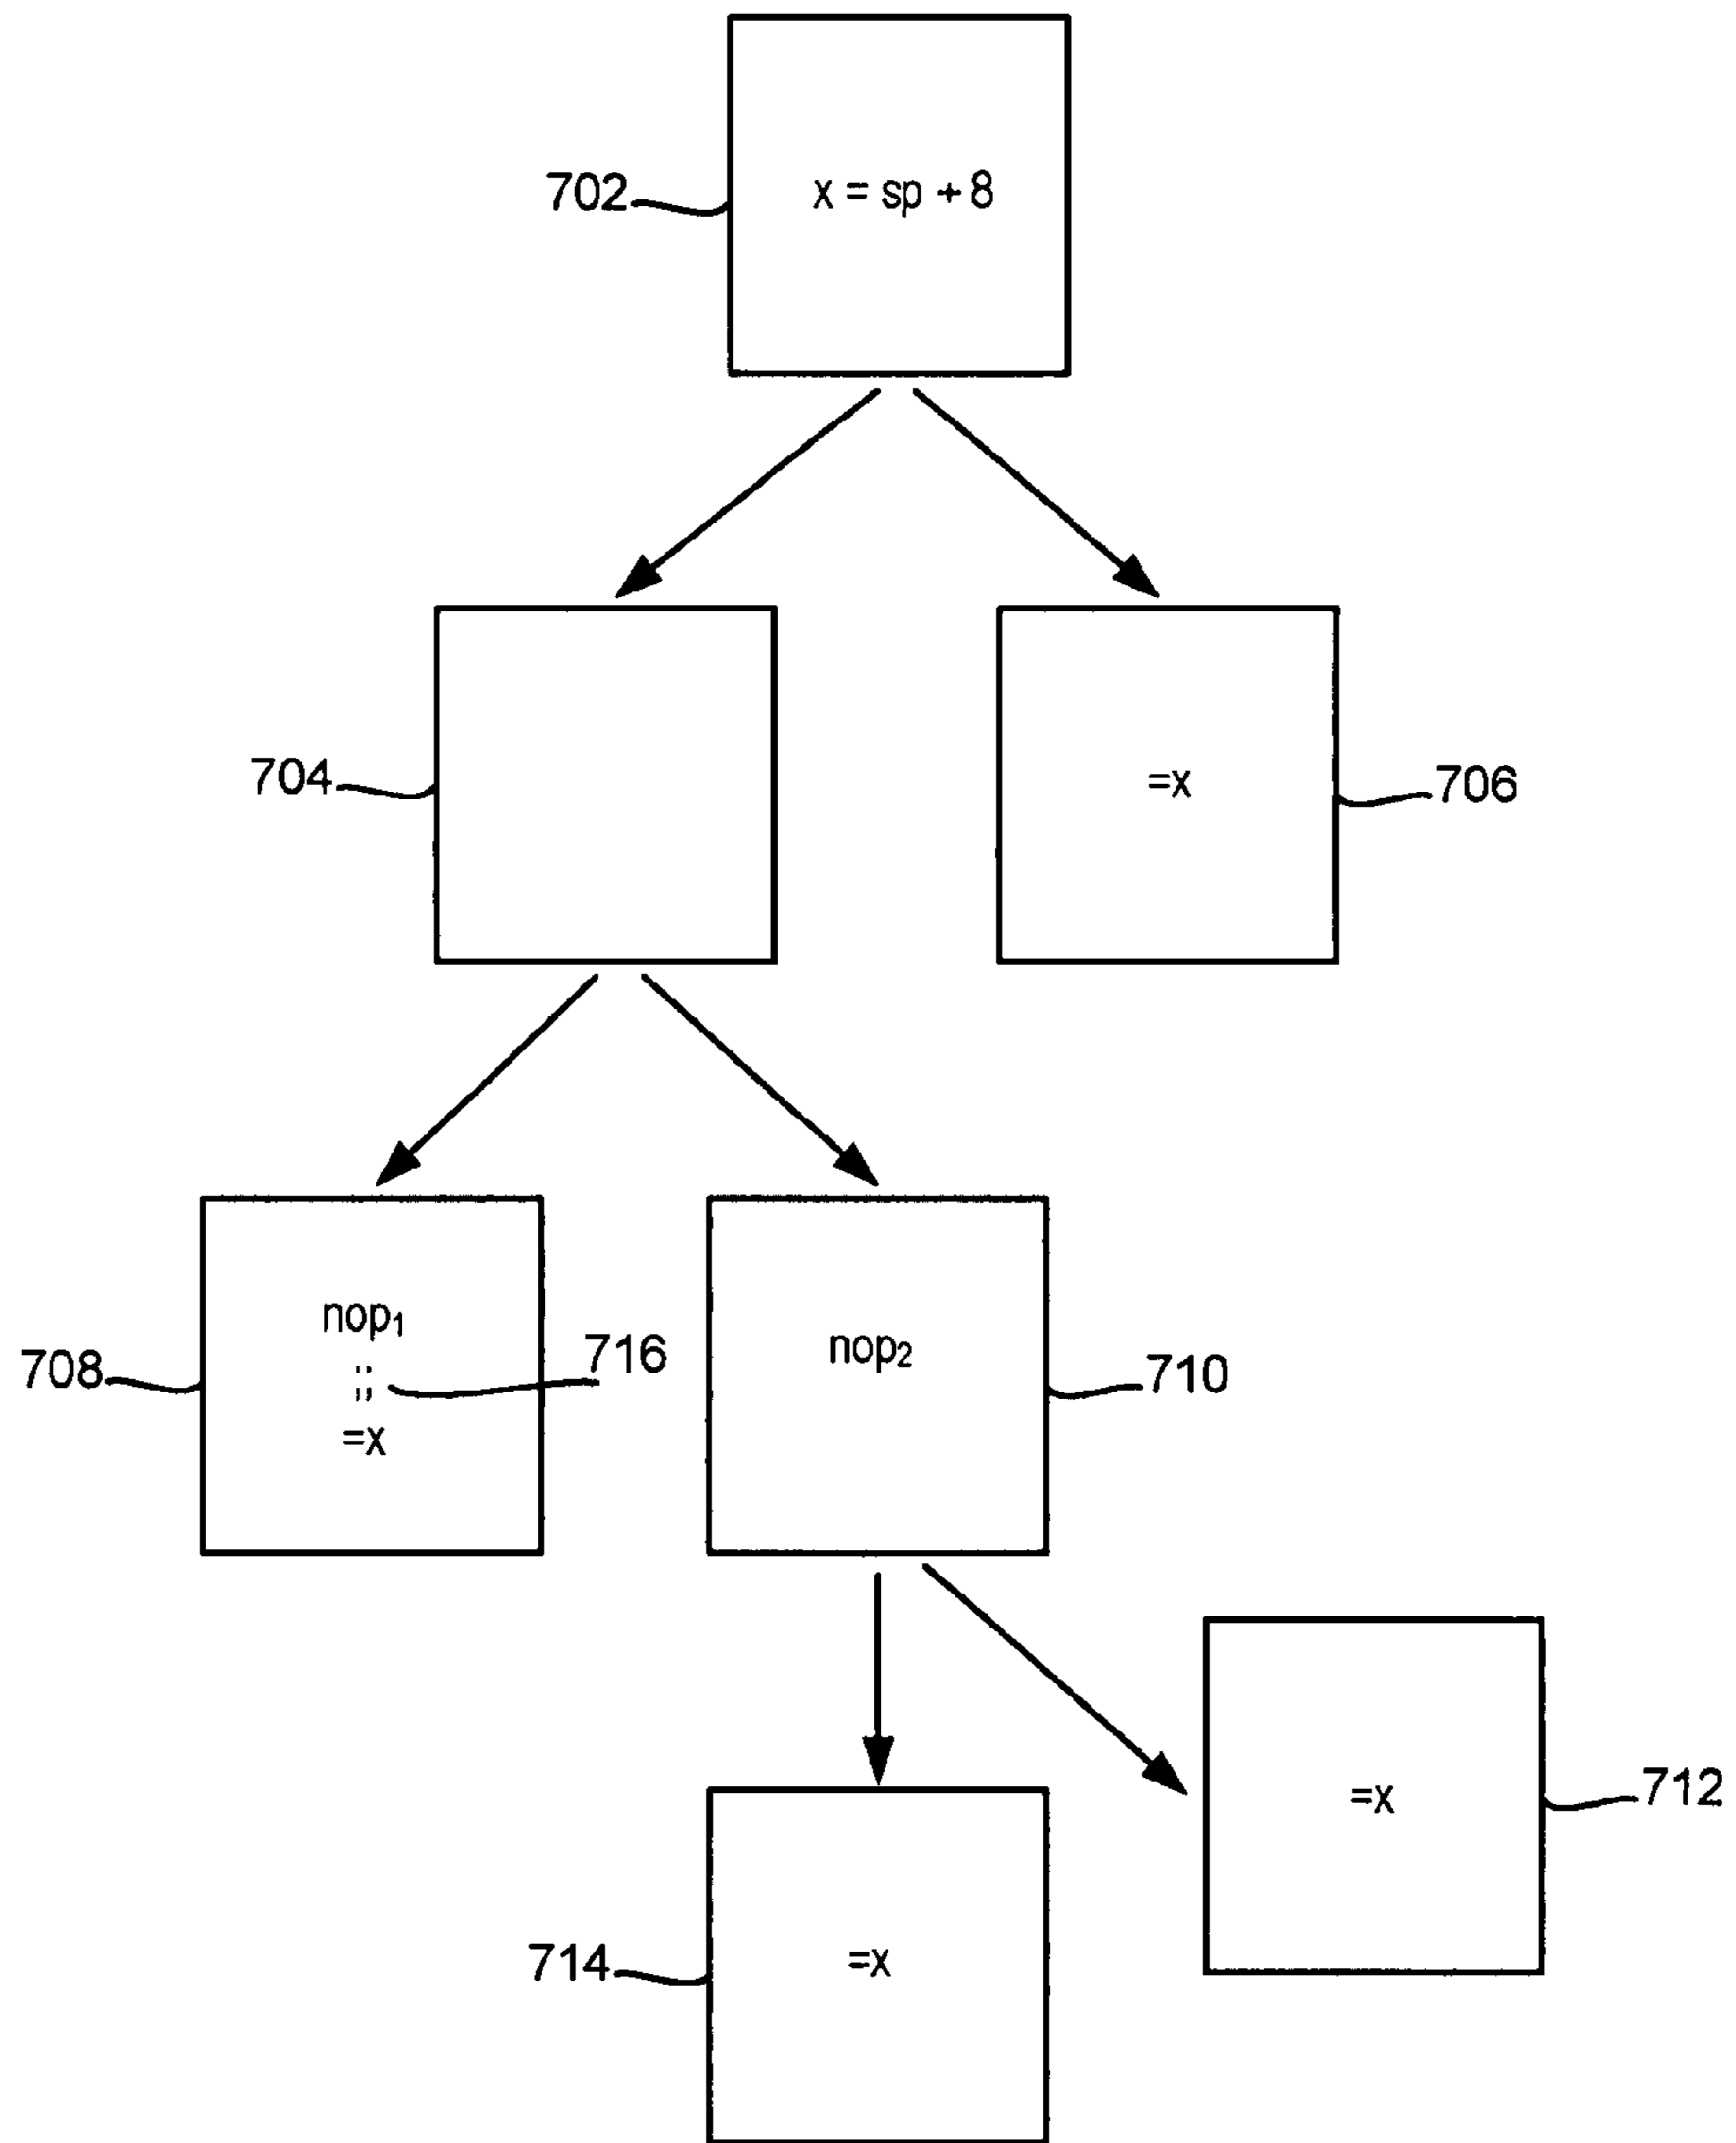 702
x = sp + 8
704
=x
706
708
nop₁
;;
=x
716
nop₂
710
=x
712
714
=x